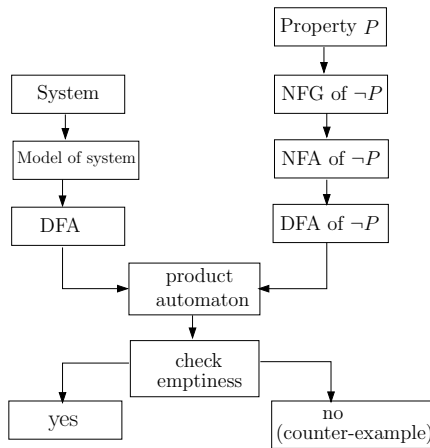 Property P
System
NFG of ¬P
Model of system
NFA of ¬P
DFA
DFA of ¬P
product
automaton
check
emptiness
yes
no
(counter-example)